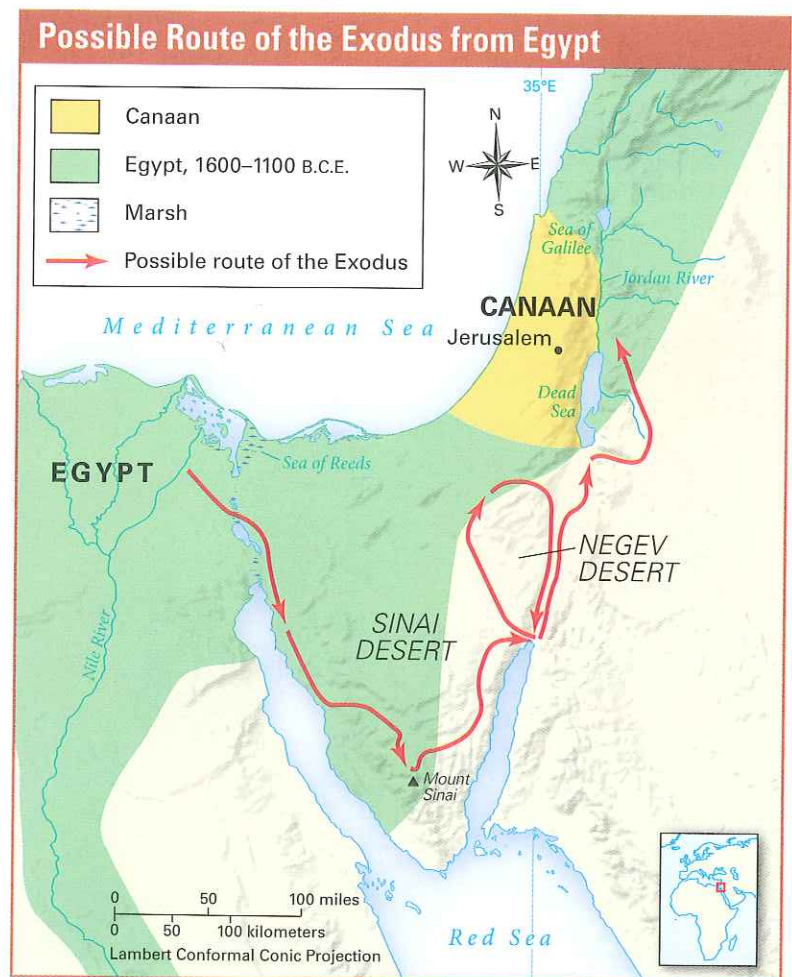 Possible Route of the Exodus from Egypt
35°E
Canaan
Egypt, 1600–1100 B.C.E.
Marsh
Possible route of the Exodus
N
W
E
S
Sea of
Galilee
Jordan River
CANAAN
Mediterranean Sea
Jerusalem
Dead
Sea
Sea of Reeds
EGYPT
NEGEV
DESERT
SINAI
DESERT
Nile River
Mount
Sinai
0 50 100 miles
0 50 100 kilometers
Lambert Conformal Conic Projection
Red Sea